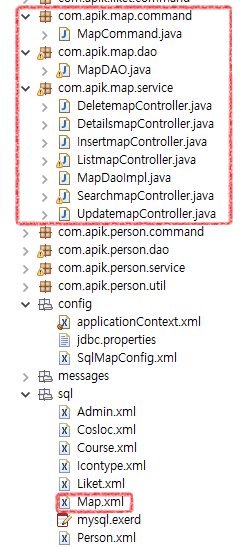 com.apik.liket.command
com.apik.map.command
MapCommand.java
com.apik.map.dao
MapDAO.java
com.apik.map.service
DeletemapController.java
DetailsmapController.java
InsertmapController.java
ListmapController.java
MapDaoImpl.java
SearchmapController.java
UpdatemapController.java
com.apik.person.command
com.apik.person.dao
com.apik.person.service
com.apik.person.util
config
applicationContext.xml
jdbc.properties
SqlMapConfig.xml
messages
sql
Admin.xml
Cosloc.xml
Course.xml
Icontype.xml
Liket.xml
Map.xml
mysql.exerd
Person.xml